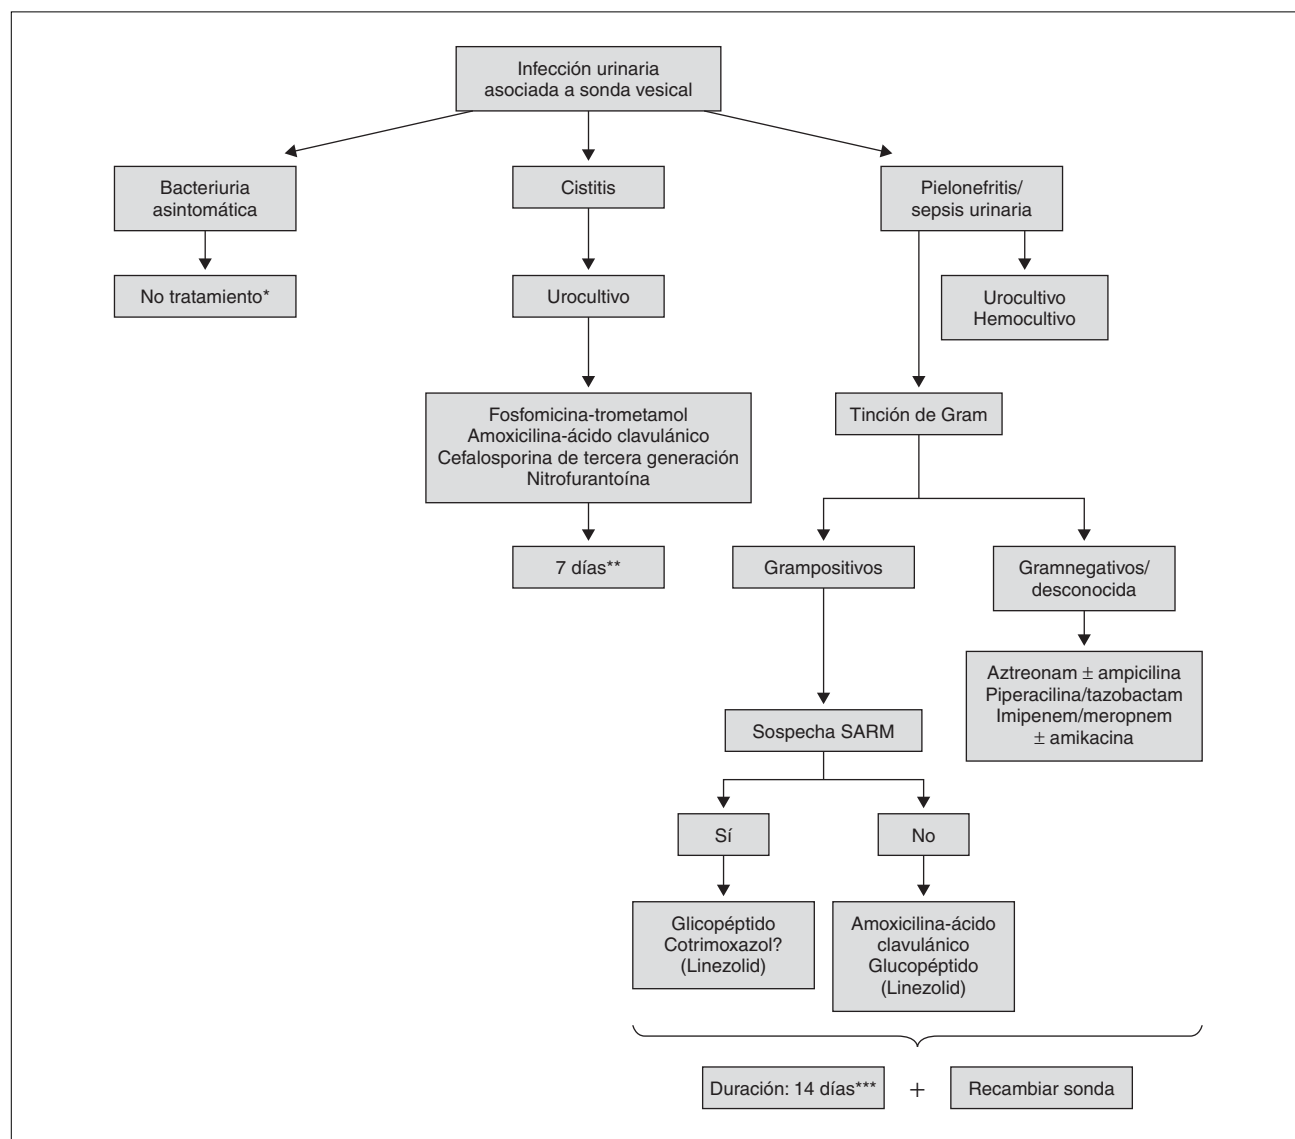 Infección urinaria
asociada a sonda vesical
Bacteriuria
asintomática
Cistitis
Pielonefritis/
sepsis urinaria
No tratamiento*
Urocultivo
Urocultivo
Hemocultivo
Fosfomicina-trometamol
Amoxicilina-ácido clavulánico
Cefalosporina de tercera generación
Nitrofurantoína
Tinción de Gram
7 días**
Grampositivos
Gramnegativos/
desconocida
Aztreonam ± ampicilina
Piperacilina/tazobactam
Imipenem/meropnem
± amikacina
Sospecha SARM
Sí
No
Glicopéptido
Cotrimoxazol?
(Linezolid)
Amoxicilina-ácido
clavulánico
Glucopéptido
(Linezolid)
Duración: 14 días***
+
Recambiar sonda